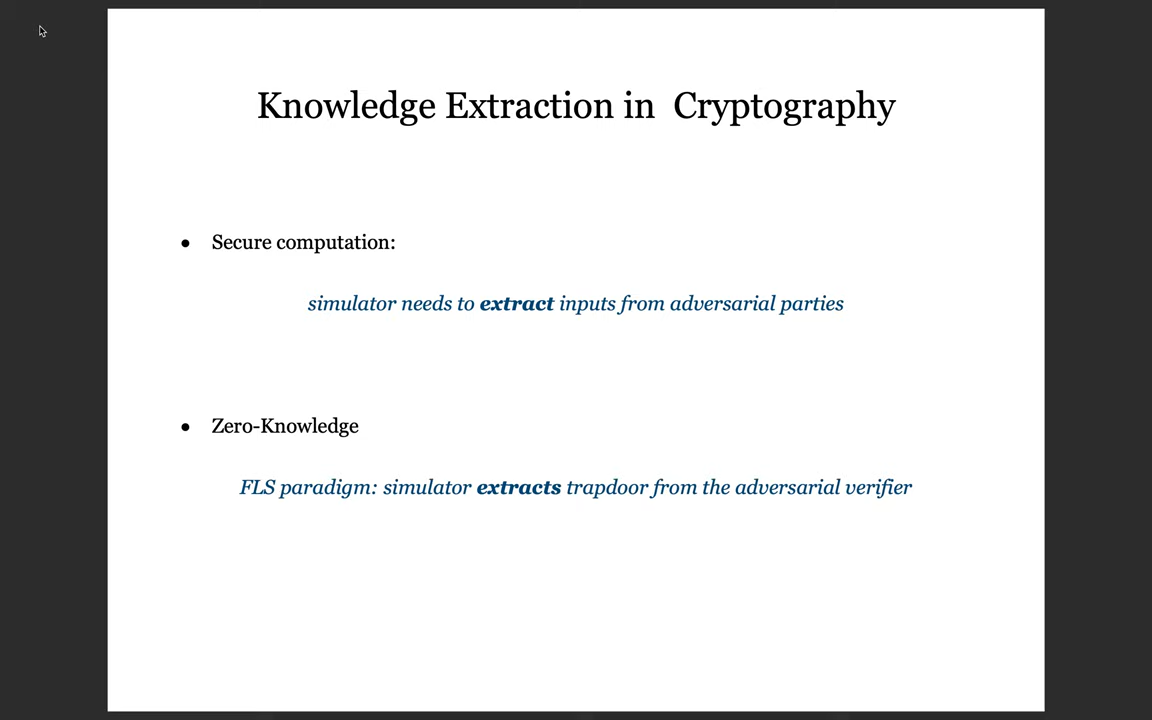 Knowledge Extraction in Cryptography
• Secure computation:
simulator needs to extract inputs from adversarial parties
• Zero-Knowledge
FLS paradigm: simulator extracts trapdoor from the adversarial verifier